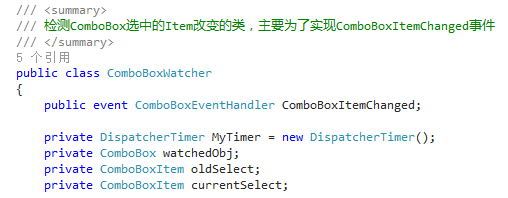 /// <summary>
/// 检测ComboBox选中的Item改变的类，主要为了实现ComboBoxItemChanged事件
/// </summary>
5 个引用
public class ComboBoxWatcher
{
    public event ComboBoxEventHandler ComboBoxItemChanged;
    private DispatcherTimer MyTimer = new DispatcherTimer();
    private ComboBox watchedObj;
    private ComboBoxItem oldSelect;
    private ComboBoxItem currentSelect;